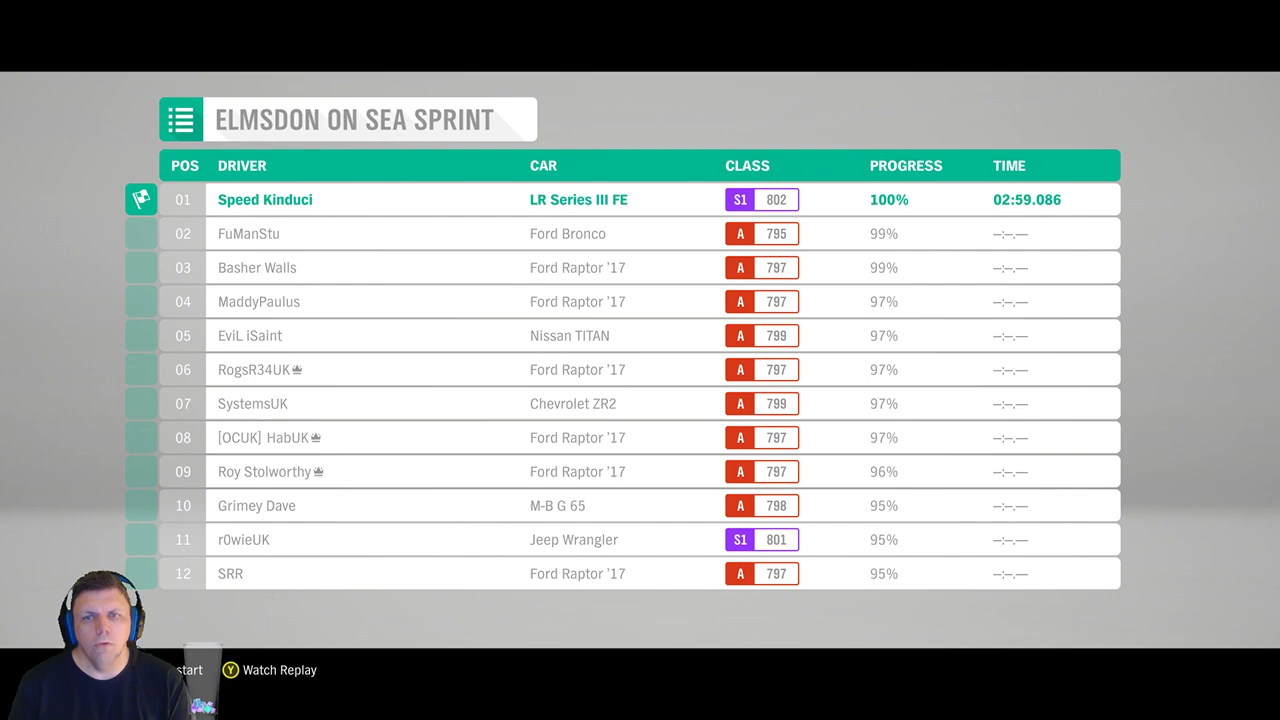 ELMSDON ON SEA SPRINT
POS DRIVER CAR CLASS PROGRESS TIME
01 Speed Kinduci LR Series III FE S1 802 100% 02:59.086
02 FuManStu Ford Bronco A 795 99% --:--.---
03 Basher Walls Ford Raptor '17 A 797 99% --:--.---
04 MaddyPaulus Ford Raptor '17 A 797 97% --:--.---
05 EviL iSaint Nissan TITAN A 799 97% --:--.---
06 RogsR34UK Ford Raptor '17 A 797 97% --:--.---
07 SystemsUK Chevrolet ZR2 A 799 97% --:--.---
08 [OCUK] HabUK Ford Raptor '17 A 797 97% --:--.---
09 Roy Stolworthy Ford Raptor '17 A 797 96% --:--.---
10 Grimey Dave M-B G 65 A 798 95% --:--.---
11 r0wieUK Jeep Wrangler S1 801 95% --:--.---
12 SRR Ford Raptor '17 A 797 95% --:--.---
start Y Watch Replay